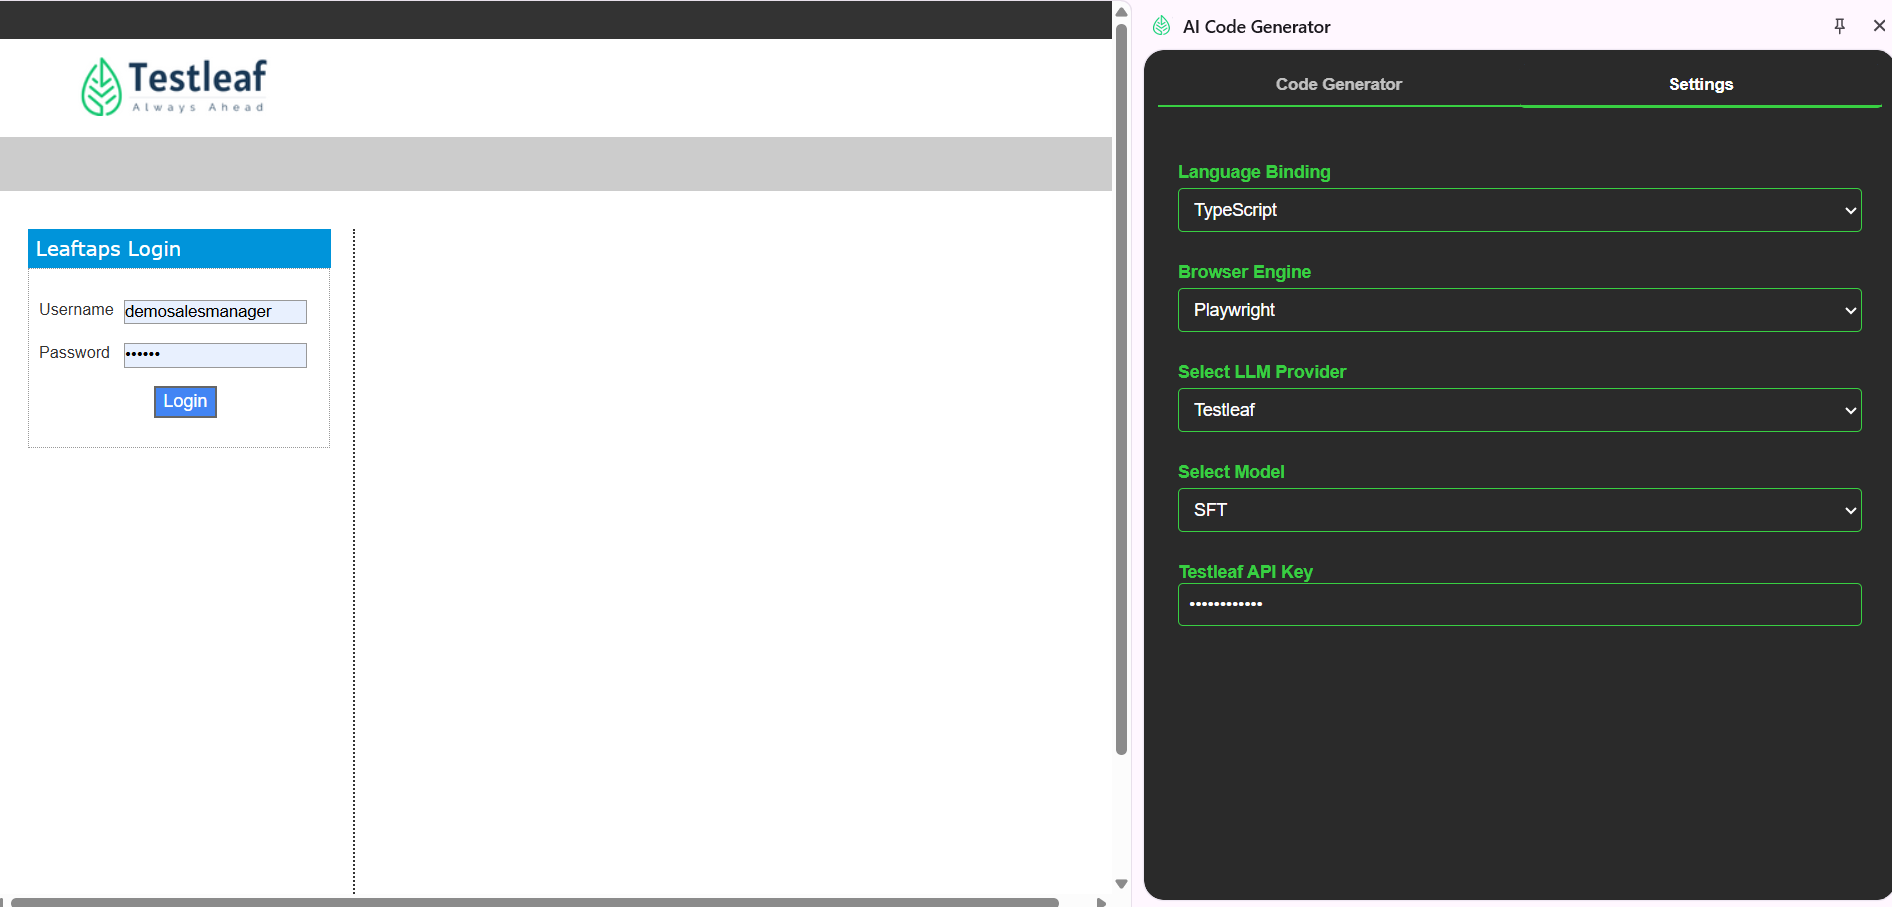 Testleaf
Always Ahead
Leaftaps Login
Username demosalesmanager
Password ••••••
Login
AI Code Generator
Code Generator Settings
Language Binding
TypeScript
Browser Engine
Playwright
Select LLM Provider
Testleaf
Select Model
SFT
Testleaf API Key
••••••••••••